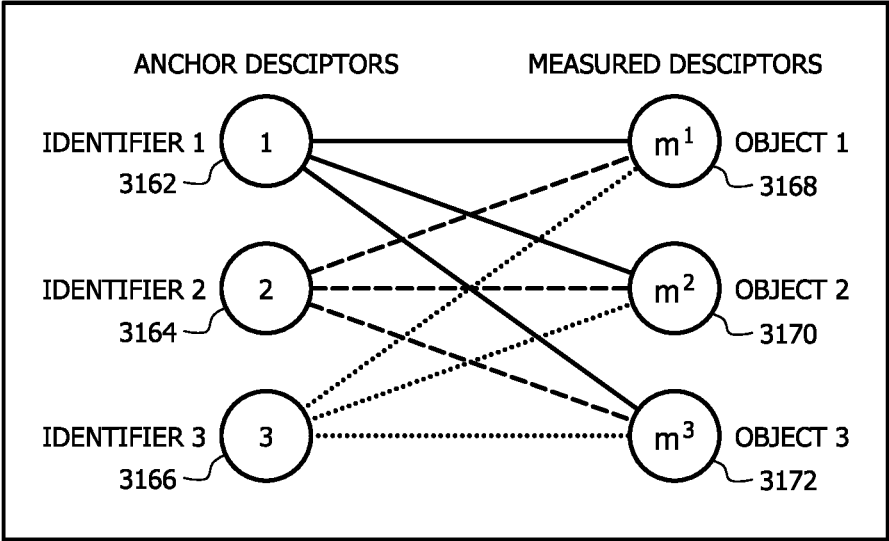 ANCHOR DESCIPTORS MEASURED DESCIPTORS
IDENTIFIER 1 1 m¹ OBJECT 1
3162 3168
IDENTIFIER 2 2 m² OBJECT 2
3164 3170
IDENTIFIER 3 3 m³ OBJECT 3
3166 3172